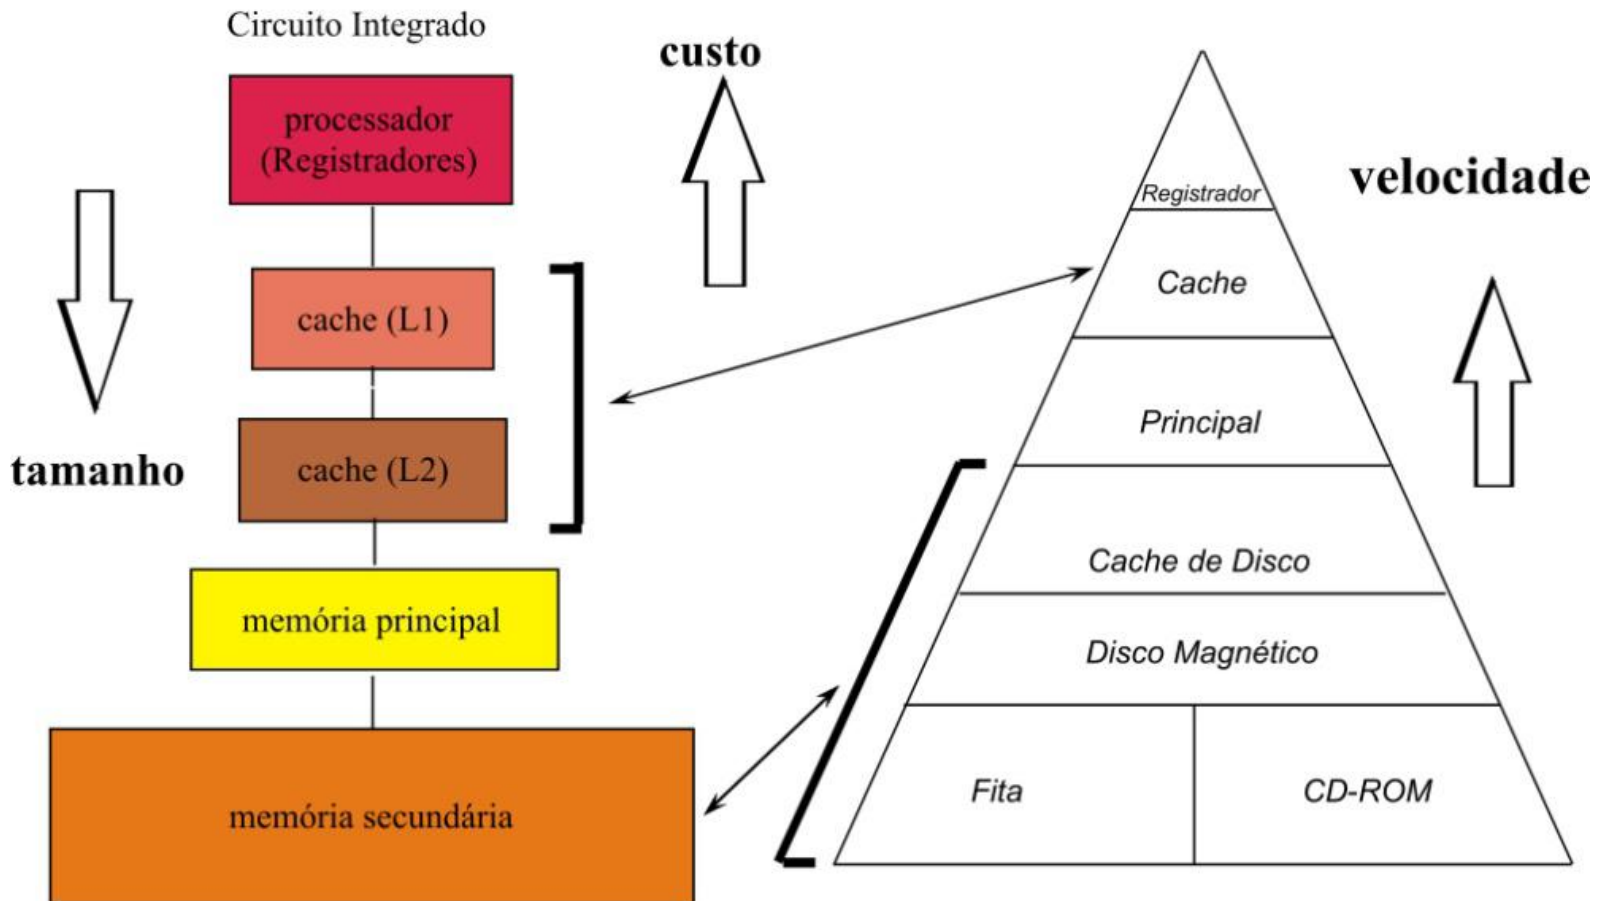 Circuito Integrado
processador
(Registradores)
cache (L1)
cache (L2)
memória principal
memória secundária
tamanho
custo
velocidade
Registrador
Cache
Principal
Cache de Disco
Disco Magnético
Fita
CD-ROM